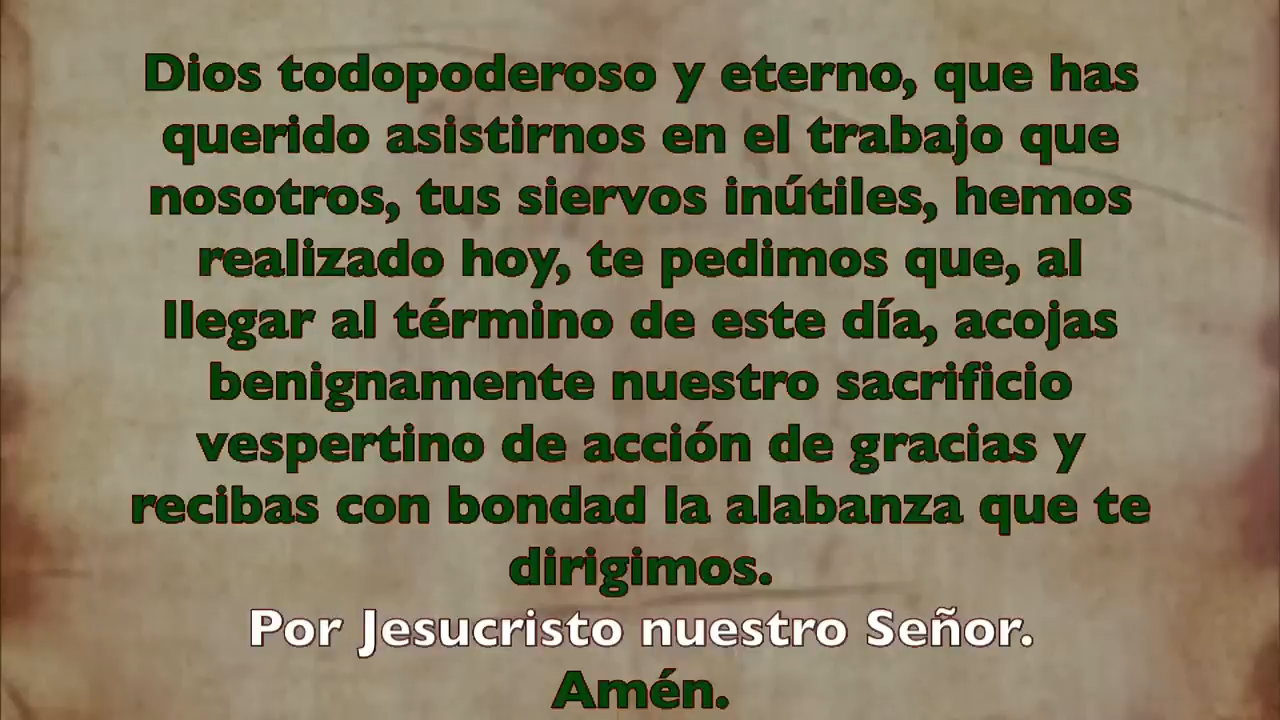 Dios todopoderoso y eterno, que has
querido asistirnos en el trabajo que
nosotros, tus siervos inútiles, hemos
realizado hoy, te pedimos que, al
llegar al término de este día, acojas
benignamente nuestro sacrificio
vespertino de acción de gracias y
recibas con bondad la alabanza que te
dirigimos.
Por Jesucristo nuestro Señor.
Amén.